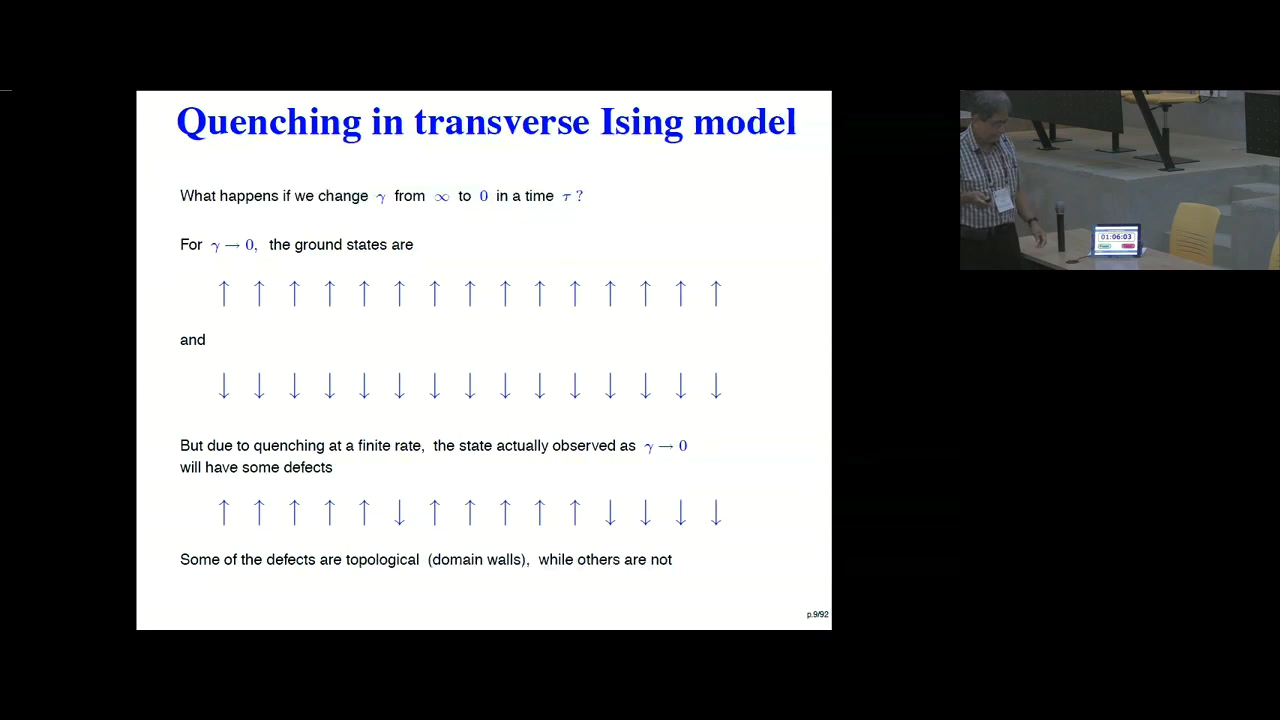 Quenching in transverse Ising model
What happens if we change γ from ∞ to 0 in a time τ ?
For γ → 0, the ground states are
↑ ↑ ↑ ↑ ↑ ↑ ↑ ↑ ↑ ↑ ↑ ↑ ↑ ↑ ↑
and
↓ ↓ ↓ ↓ ↓ ↓ ↓ ↓ ↓ ↓ ↓ ↓ ↓ ↓ ↓
But due to quenching at a finite rate, the state actually observed as γ → 0
will have some defects
↑ ↑ ↑ ↑ ↑ ↓ ↑ ↑ ↑ ↑ ↑ ↓ ↓ ↓ ↓
Some of the defects are topological (domain walls), while others are not
p.9/92
01:06:03